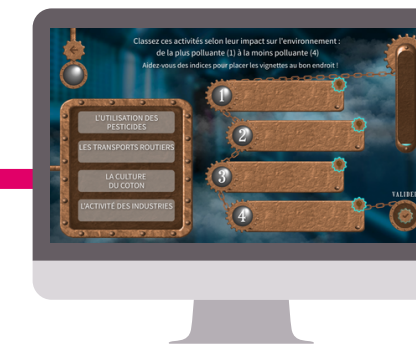 Classez ces activités selon leur impact sur l'environnement :
de la plus polluante (1) à la moins polluante (4)
Aidez-vous des indices pour placer les vignettes au bon endroit !
L'UTILISATION DES
PESTICIDES
LES TRANSPORTS ROUTIERS
LA CULTURE
DU COTON
L'ACTIVITÉ DES INDUSTRIES
1
2
3
4
VALIDER